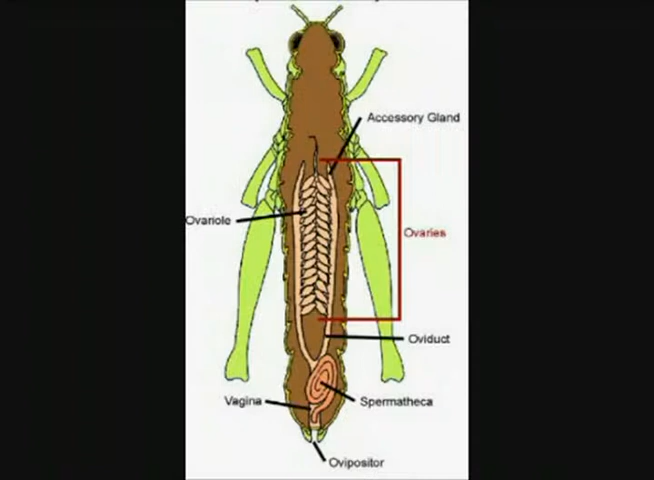 Accessory Gland
Ovariole
Ovaries
Oviduct
Vagina
Spermatheca
Ovipositor